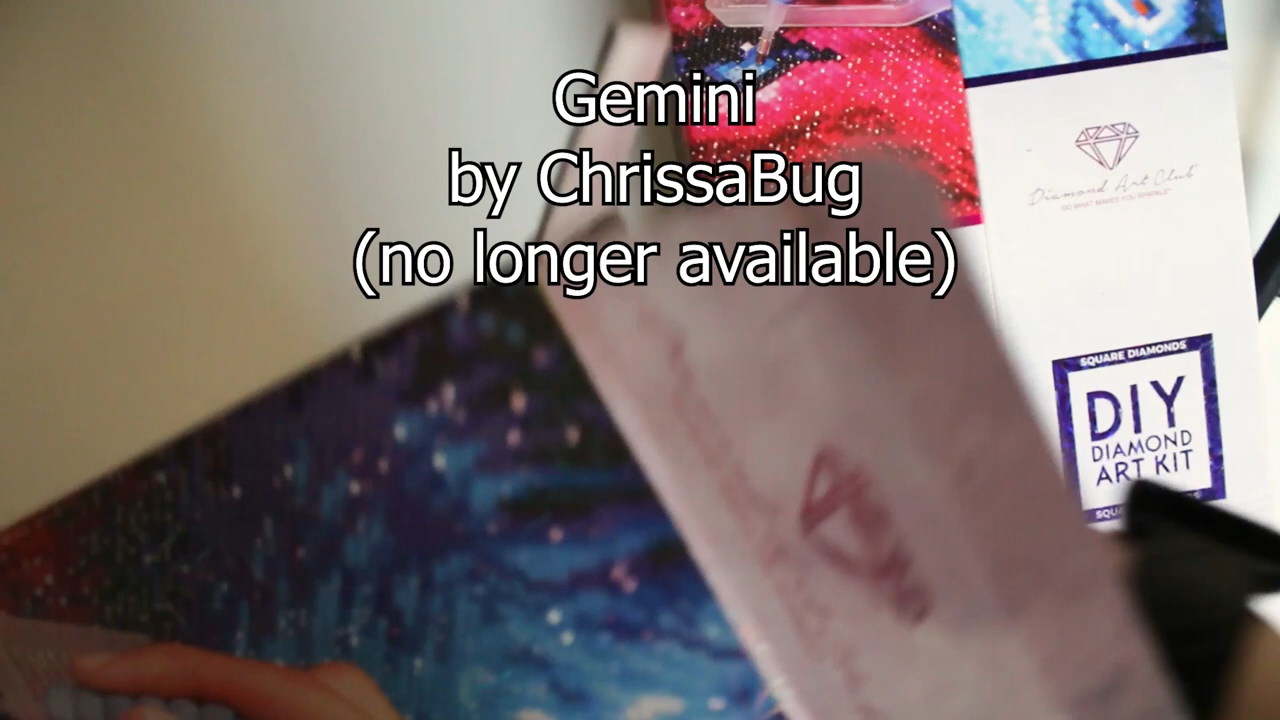 Gemini
by ChrissaBug
(no longer available)
Diamond Art Club
DO WHAT MAKES YOU SPARKLE
SQUARE DIAMONDS
DIY
DIAMOND
ART KIT